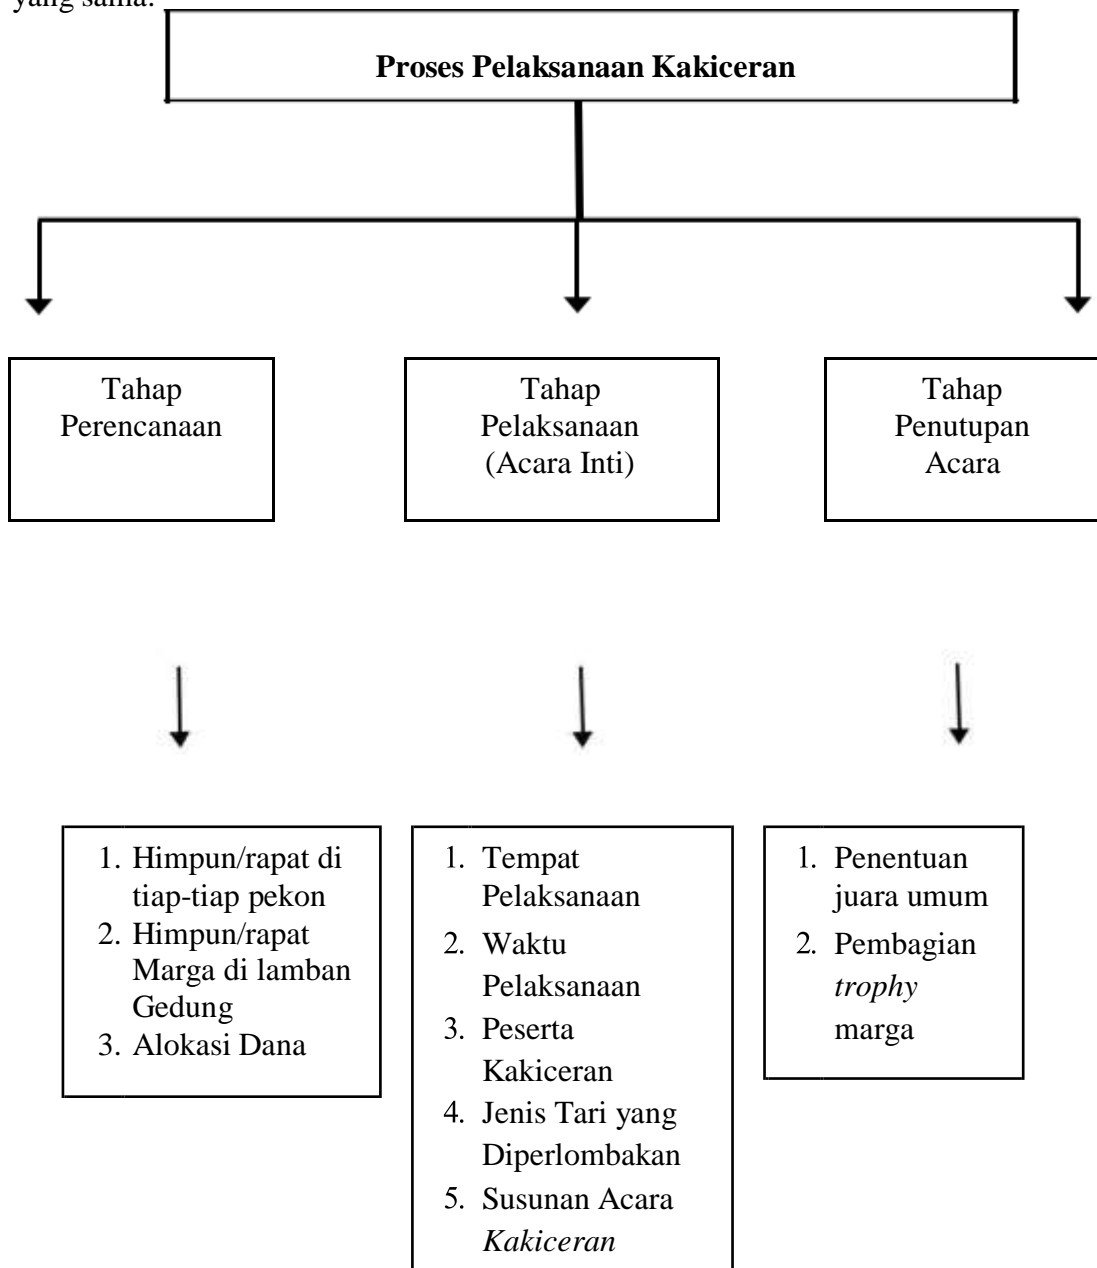 yang sama.
Proses Pelaksanaan Kakiceran
Tahap
Perencanaan
Tahap
Pelaksanaan
(Acara Inti)
Tahap
Penutupan
Acara
1. Himpun/rapat di
tiap-tiap pekon
2. Himpun/rapat
Marga di lamban
Gedung
3. Alokasi Dana
1. Tempat
Pelaksanaan
2. Waktu
Pelaksanaan
3. Peserta
Kakiceran
4. Jenis Tari yang
Diperlombakan
5. Susunan Acara
Kakiceran
1. Penentuan
juara umum
2. Pembagian
trophy
marga